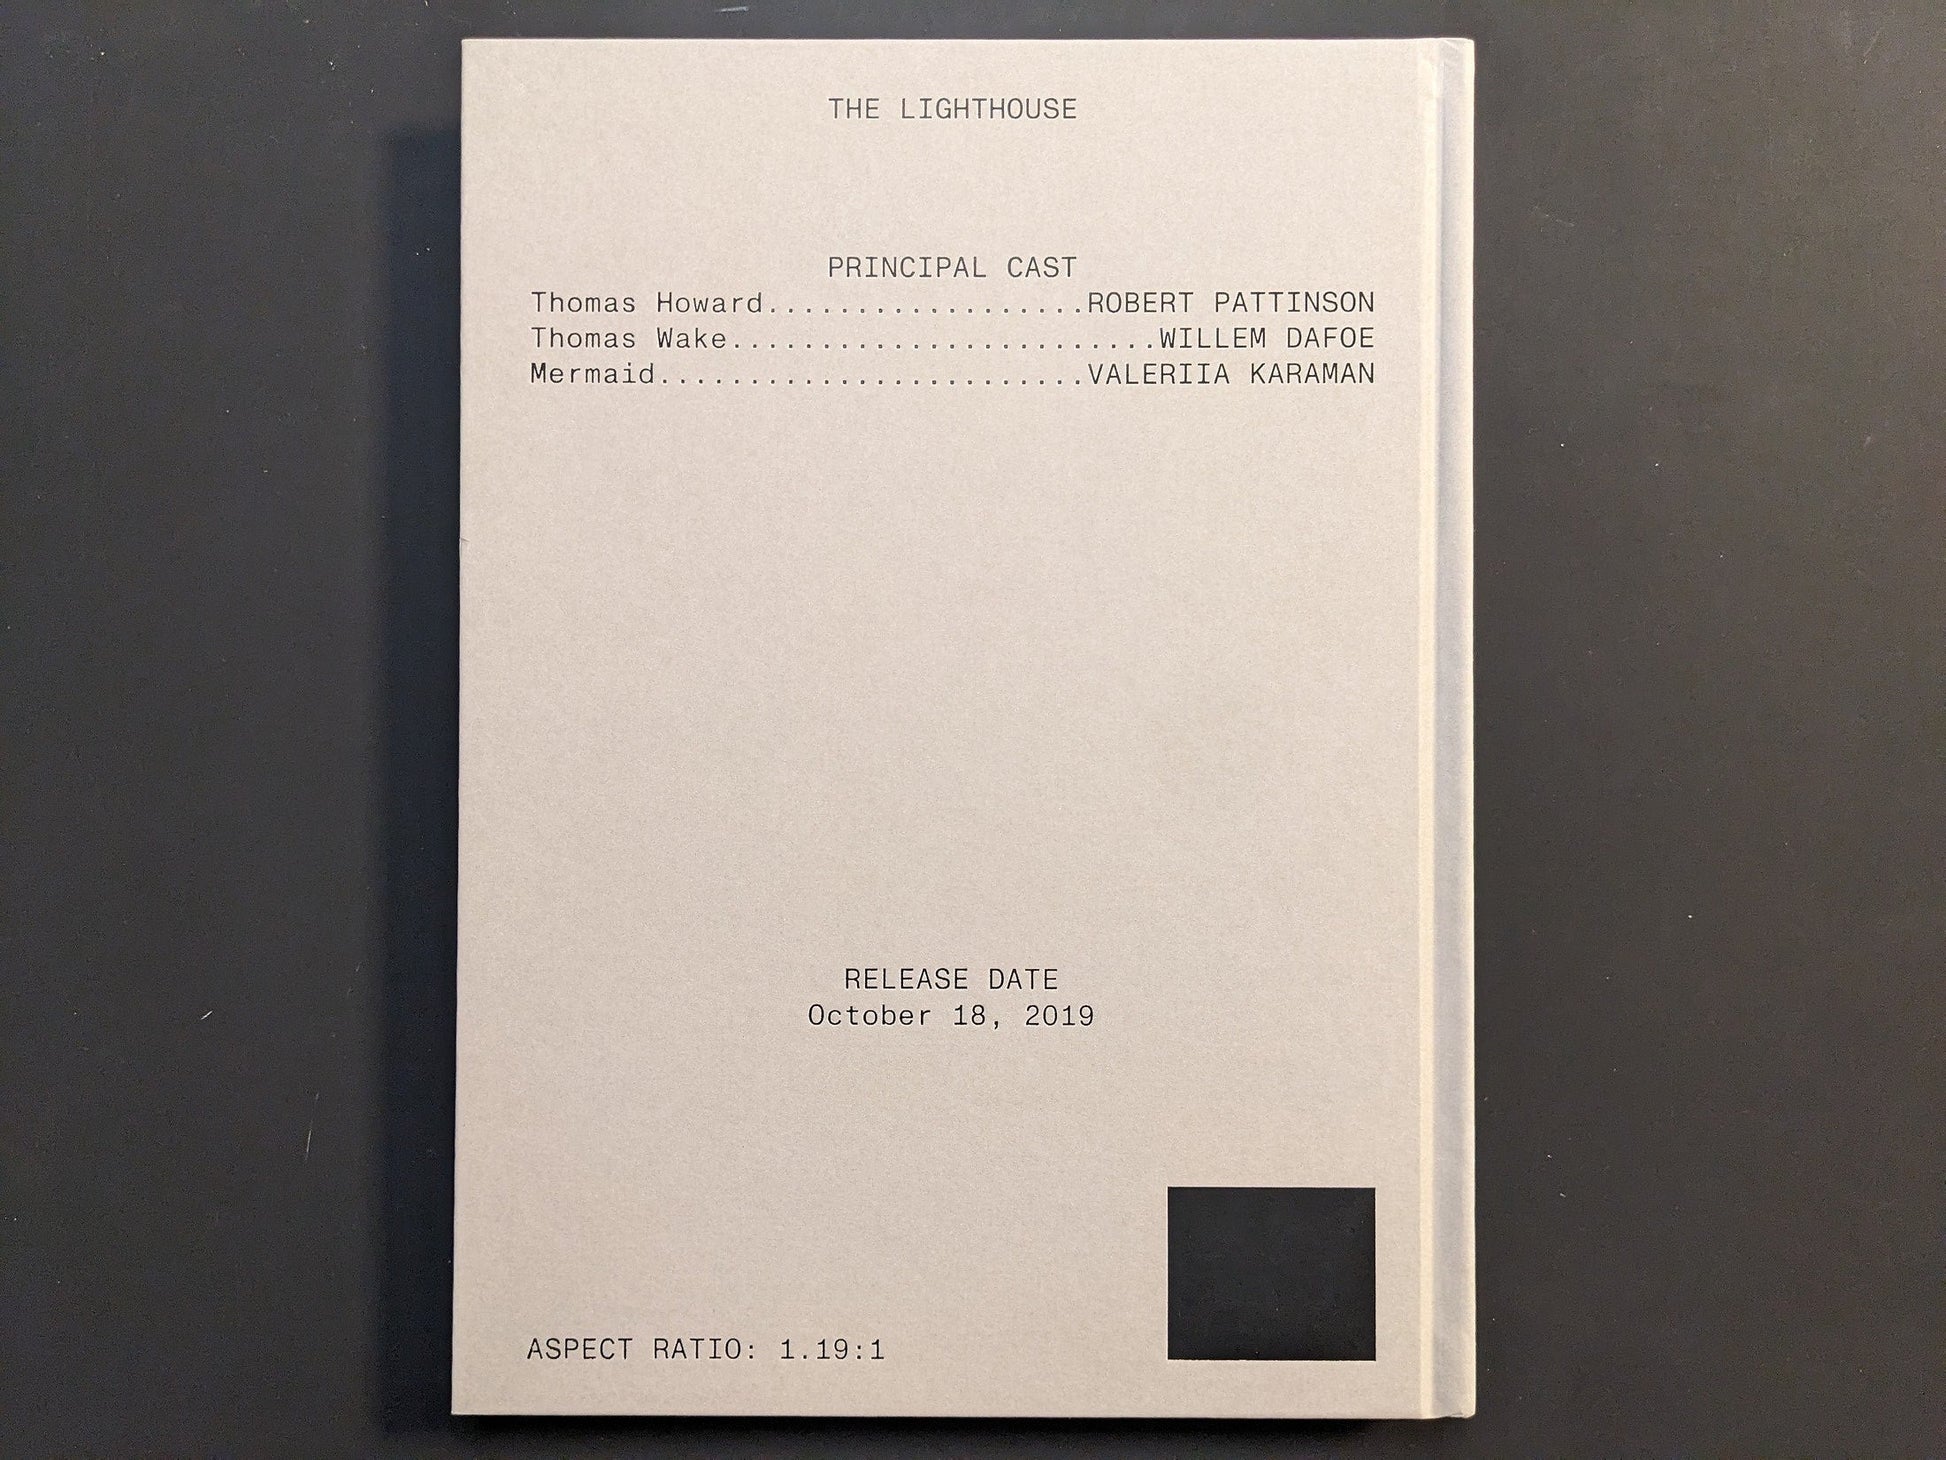 THE LIGHTHOUSE
PRINCIPAL CAST
Thomas Howard..................ROBERT PATTINSON
Thomas Wake........................WILLEM DAFOE
Mermaid........................VALERIIA KARAMAN
RELEASE DATE
October 18, 2019
ASPECT RATIO: 1.19:1